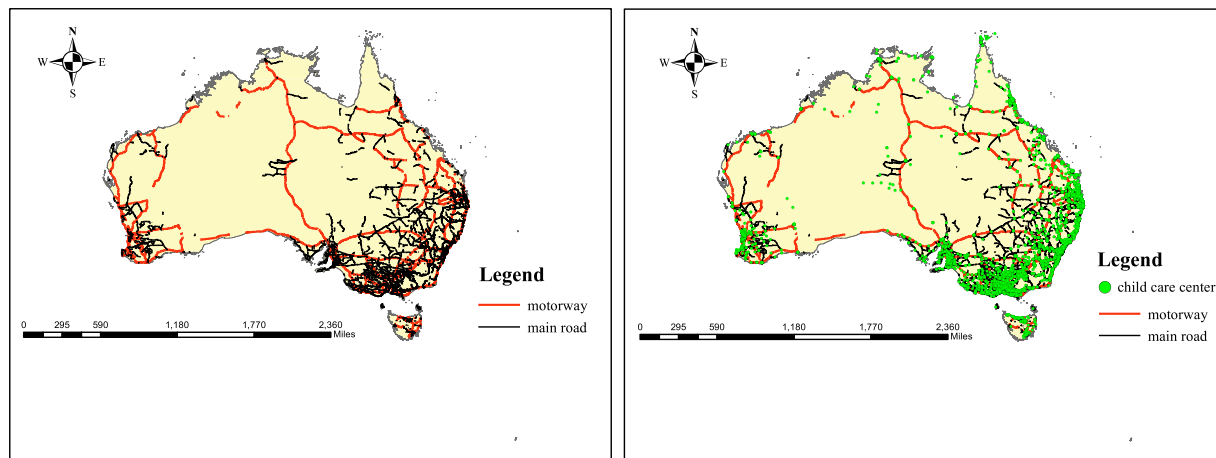 N
W E
S
Legend
motorway
main road
0 295 590 1,180 1,770 2,360
Miles
N
W E
S
Legend
child care center
motorway
main road
0 295 590 1,180 1,770 2,360
Miles